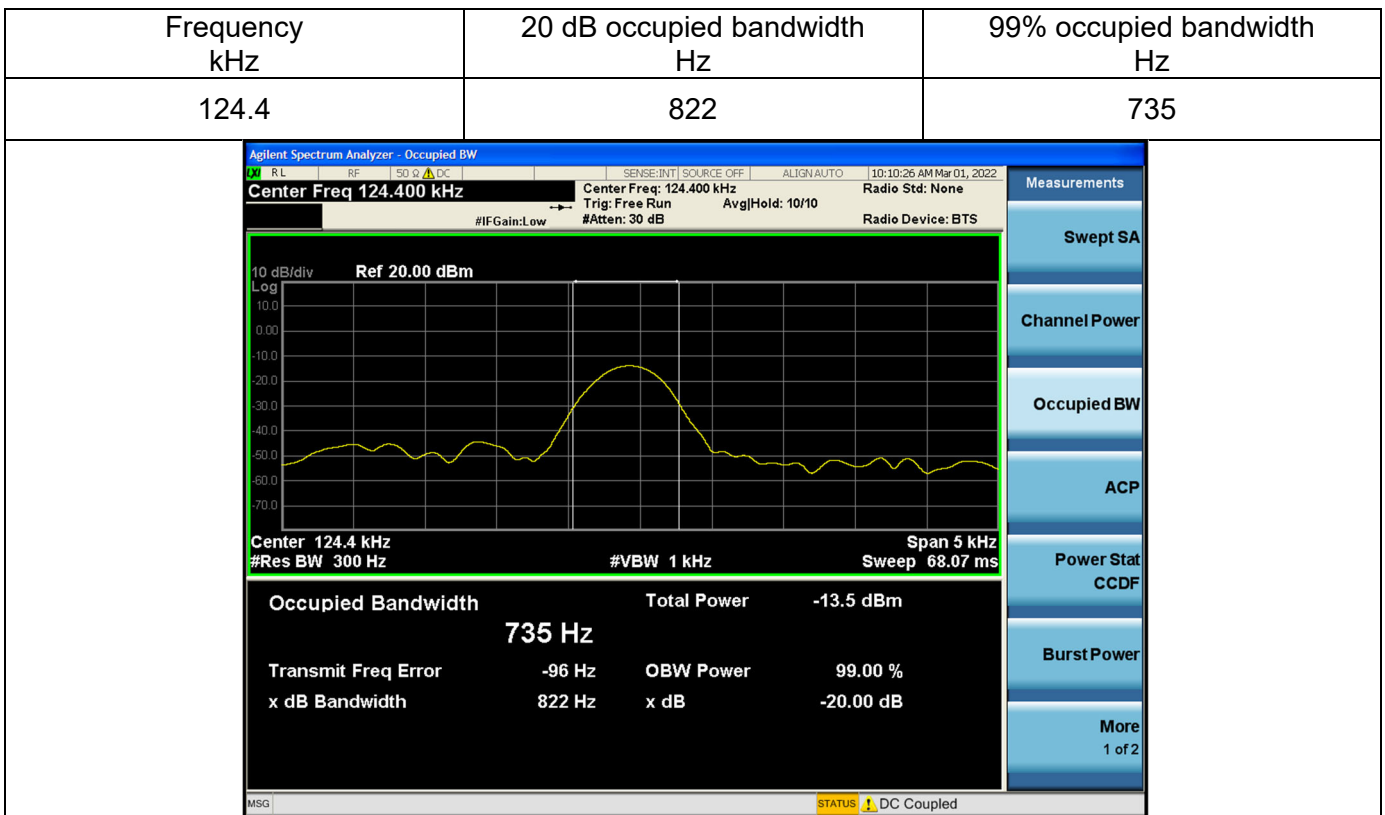 Frequency
kHz
20 dB occupied bandwidth
Hz
99% occupied bandwidth
Hz
124.4
822
735
Agilent Spectrum Analyzer - Occupied BW
LXI RL RF 50 Ω DC SENSE:INT SOURCE OFF ALIGN AUTO 10:10:26 AM Mar 01, 2022
Center Freq 124.400 kHz
Center Freq: 124.400 kHz
Radio Std: None
Trig: Free Run
Avg|Hold: 10/10
#IFGain:Low
#Atten: 30 dB
Radio Device: BTS
10 dB/div
Ref 20.00 dBm
Log
10.0
0.00
-10.0
-20.0
-30.0
-40.0
-50.0
-60.0
-70.0
Center 124.4 kHz
Span 5 kHz
#Res BW 300 Hz
#VBW 1 kHz
Sweep 68.07 ms
Occupied Bandwidth
Total Power
-13.5 dBm
735 Hz
Transmit Freq Error
-96 Hz
OBW Power
99.00 %
x dB Bandwidth
822 Hz
x dB
-20.00 dB
Measurements
Swept SA
Channel Power
Occupied BW
ACP
Power Stat
CCDF
Burst Power
More
1 of 2
MSG
STATUS
DC Coupled